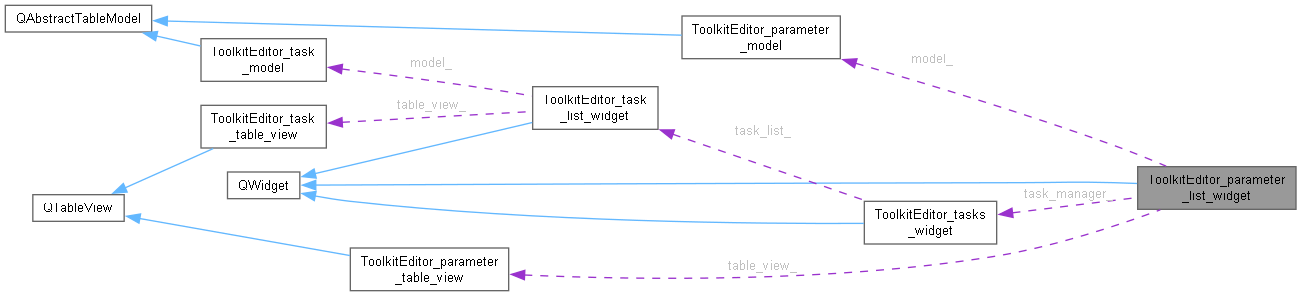 QAbstractTableModel
ToolkitEditor_parameter
_model
ToolkitEditor_task
_model
model_
model_
ToolkitEditor_task
_list_widget
table_view_
ToolkitEditor_task
_table_view
task_list_
QWidget
ToolkitEditor_parameter
_list_widget
task_manager_
QTableView
ToolkitEditor_tasks
_widget
ToolkitEditor_parameter
_table_view
table_view_